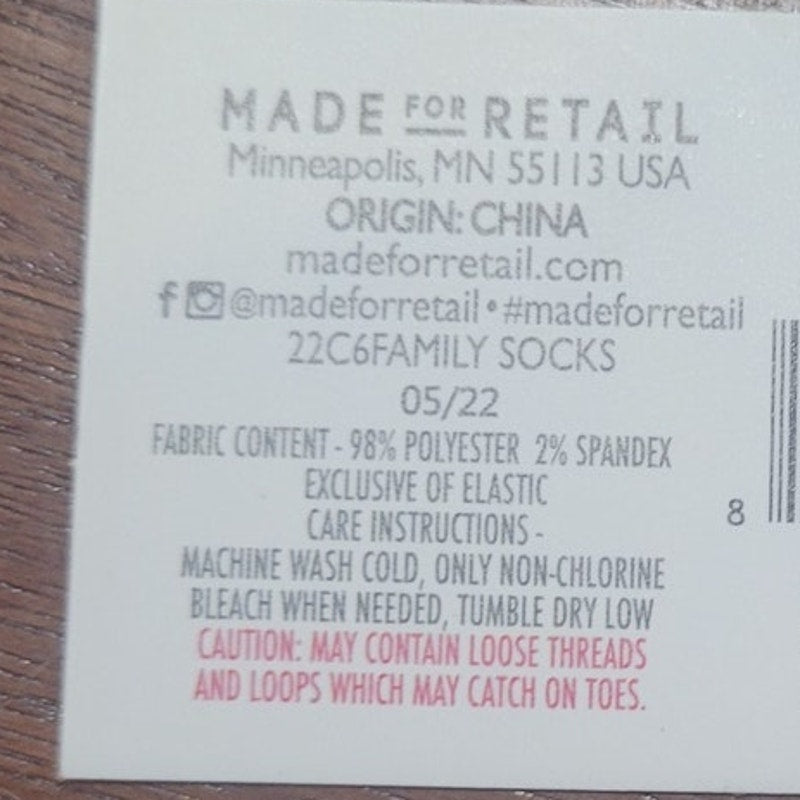 MADE FOR RETAIL
Minneapolis, MN 55113 USA
ORIGIN: CHINA
madeforretail.com
@madeforretail • #madeforretail
22C6FAMILY SOCKS
05/22
FABRIC CONTENT - 98% POLYESTER 2% SPANDEX
EXCLUSIVE OF ELASTIC
CARE INSTRUCTIONS -
MACHINE WASH COLD, ONLY NON-CHLORINE
BLEACH WHEN NEEDED, TUMBLE DRY LOW
CAUTION: MAY CONTAIN LOOSE THREADS
AND LOOPS WHICH MAY CATCH ON TOES.
8